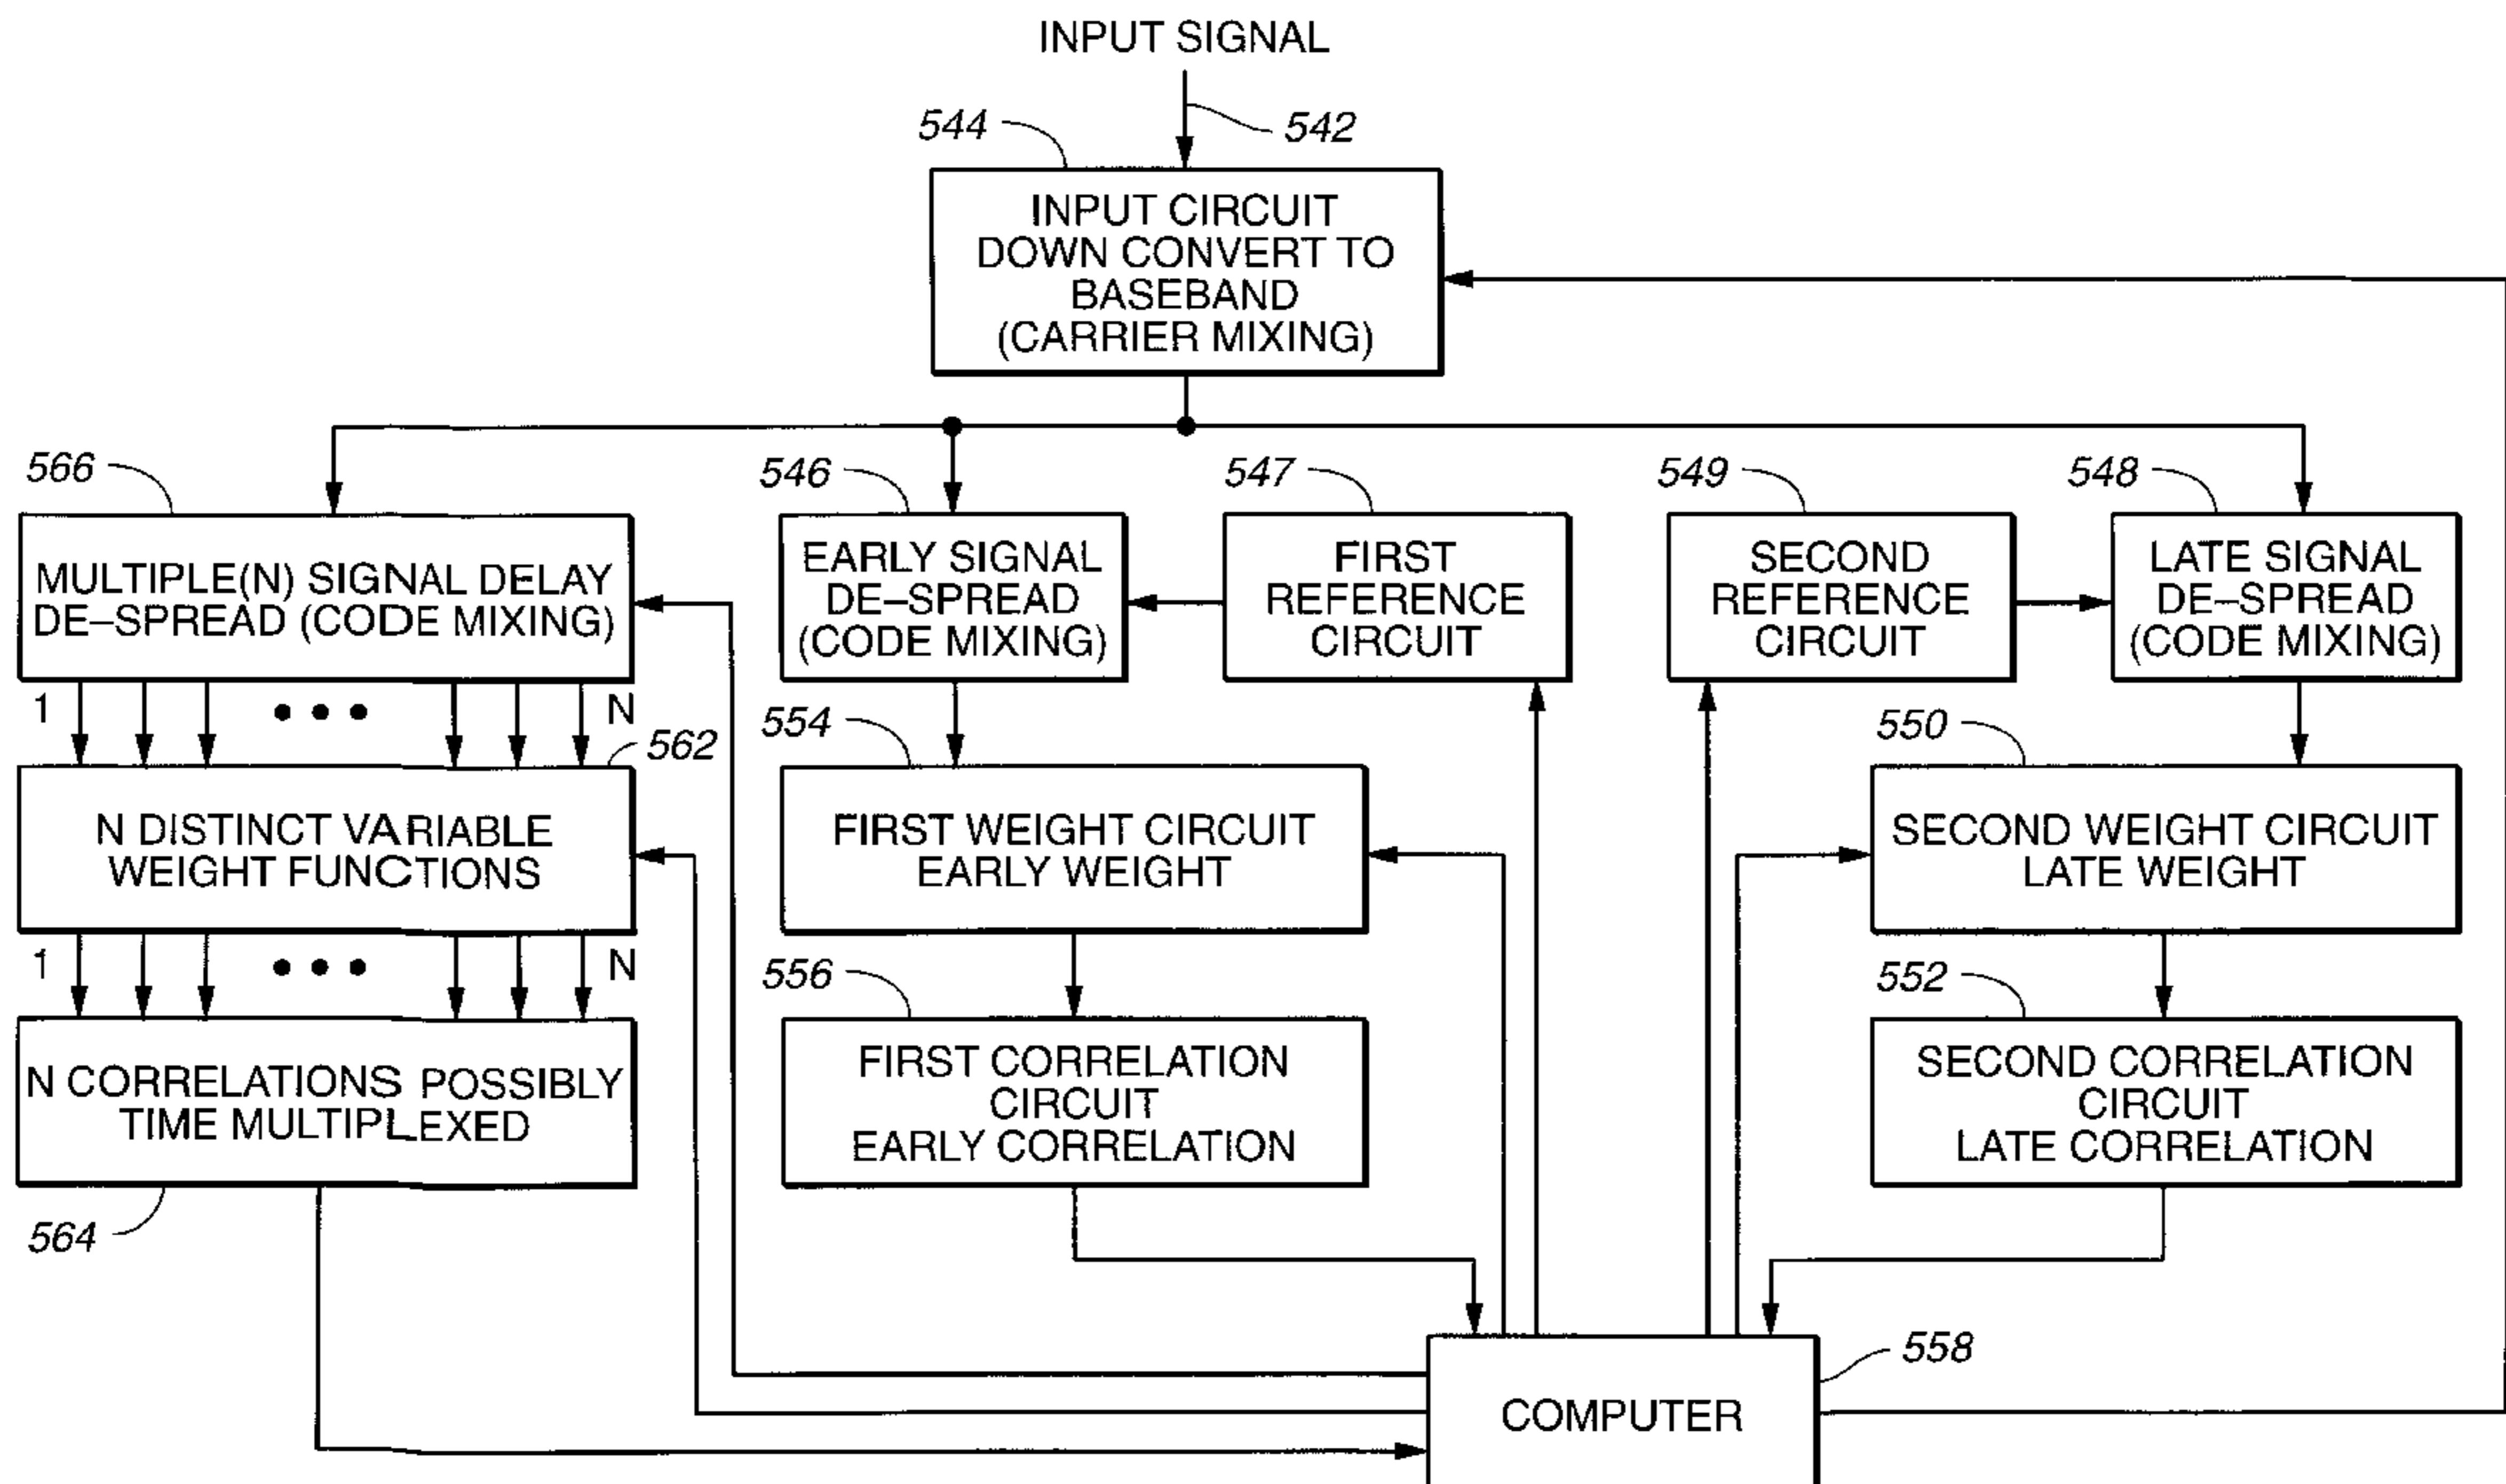 INPUT SIGNAL
544
542
INPUT CIRCUIT
DOWN CONVERT TO
BASEBAND
(CARRIER MIXING)
566
546
547
549
548
MULTIPLE(N) SIGNAL DELAY
DE–SPREAD (CODE MIXING)
EARLY SIGNAL
DE–SPREAD
(CODE MIXING)
FIRST
REFERENCE
CIRCUIT
SECOND
REFERENCE
CIRCUIT
LATE SIGNAL
DE–SPREAD
(CODE MIXING)
1
N
562
554
550
N DISTINCT VARIABLE
WEIGHT FUNCTIONS
FIRST WEIGHT CIRCUIT
EARLY WEIGHT
SECOND WEIGHT CIRCUIT
LATE WEIGHT
1
N
556
552
N CORRELATIONS POSSIBLY
TIME MULTIPLEXED
FIRST CORRELATION
CIRCUIT
EARLY CORRELATION
SECOND CORRELATION
CIRCUIT
LATE CORRELATION
564
558
COMPUTER